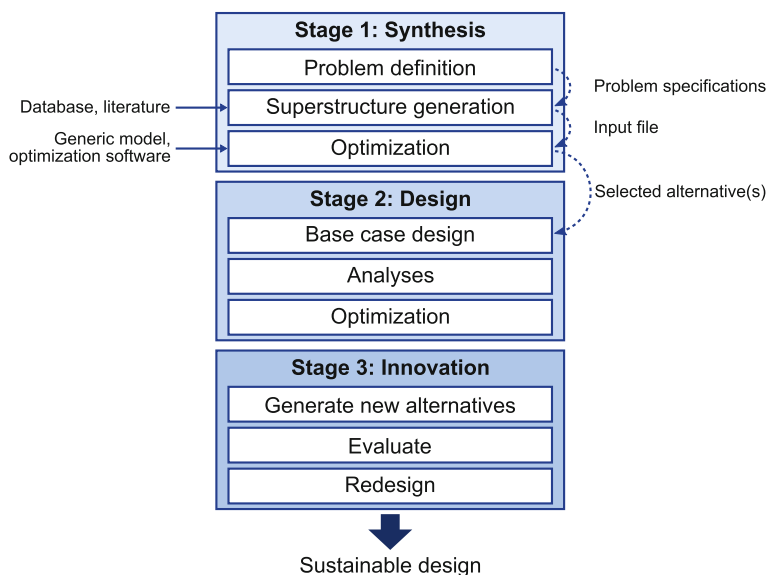 Stage 1: Synthesis
Problem definition
Problem specifications
Database, literature
Superstructure generation
Input file
Generic model,
optimization software
Optimization
Selected alternative(s)
Stage 2: Design
Base case design
Analyses
Optimization
Stage 3: Innovation
Generate new alternatives
Evaluate
Redesign
Sustainable design